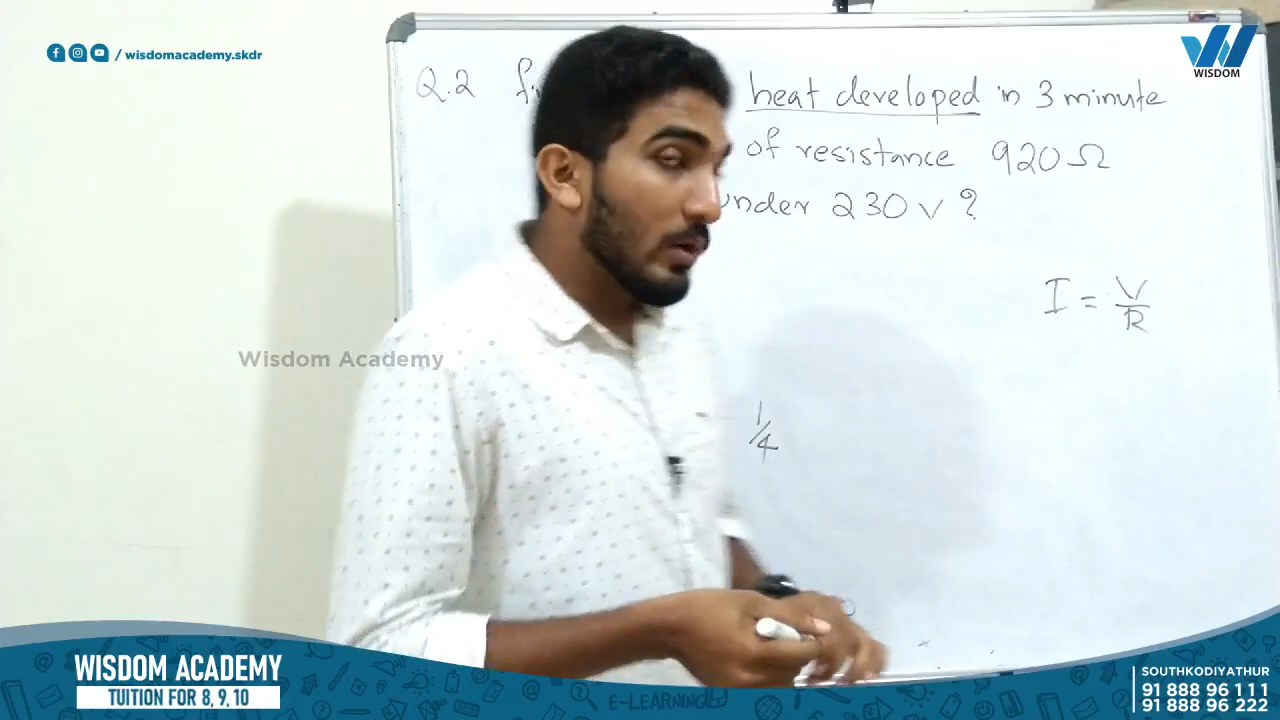 / wisdomacademy.skdr
WISDOM
Q.2 heat developed in 3 minute
of resistance 920 Ω
under 230 V ?
I = V/R
1/4
Wisdom Academy
WISDOM ACADEMY
TUITION FOR 8, 9, 10
E-LEARNING
SOUTHKODIYATHUR
91 888 96 111
91 888 96 222